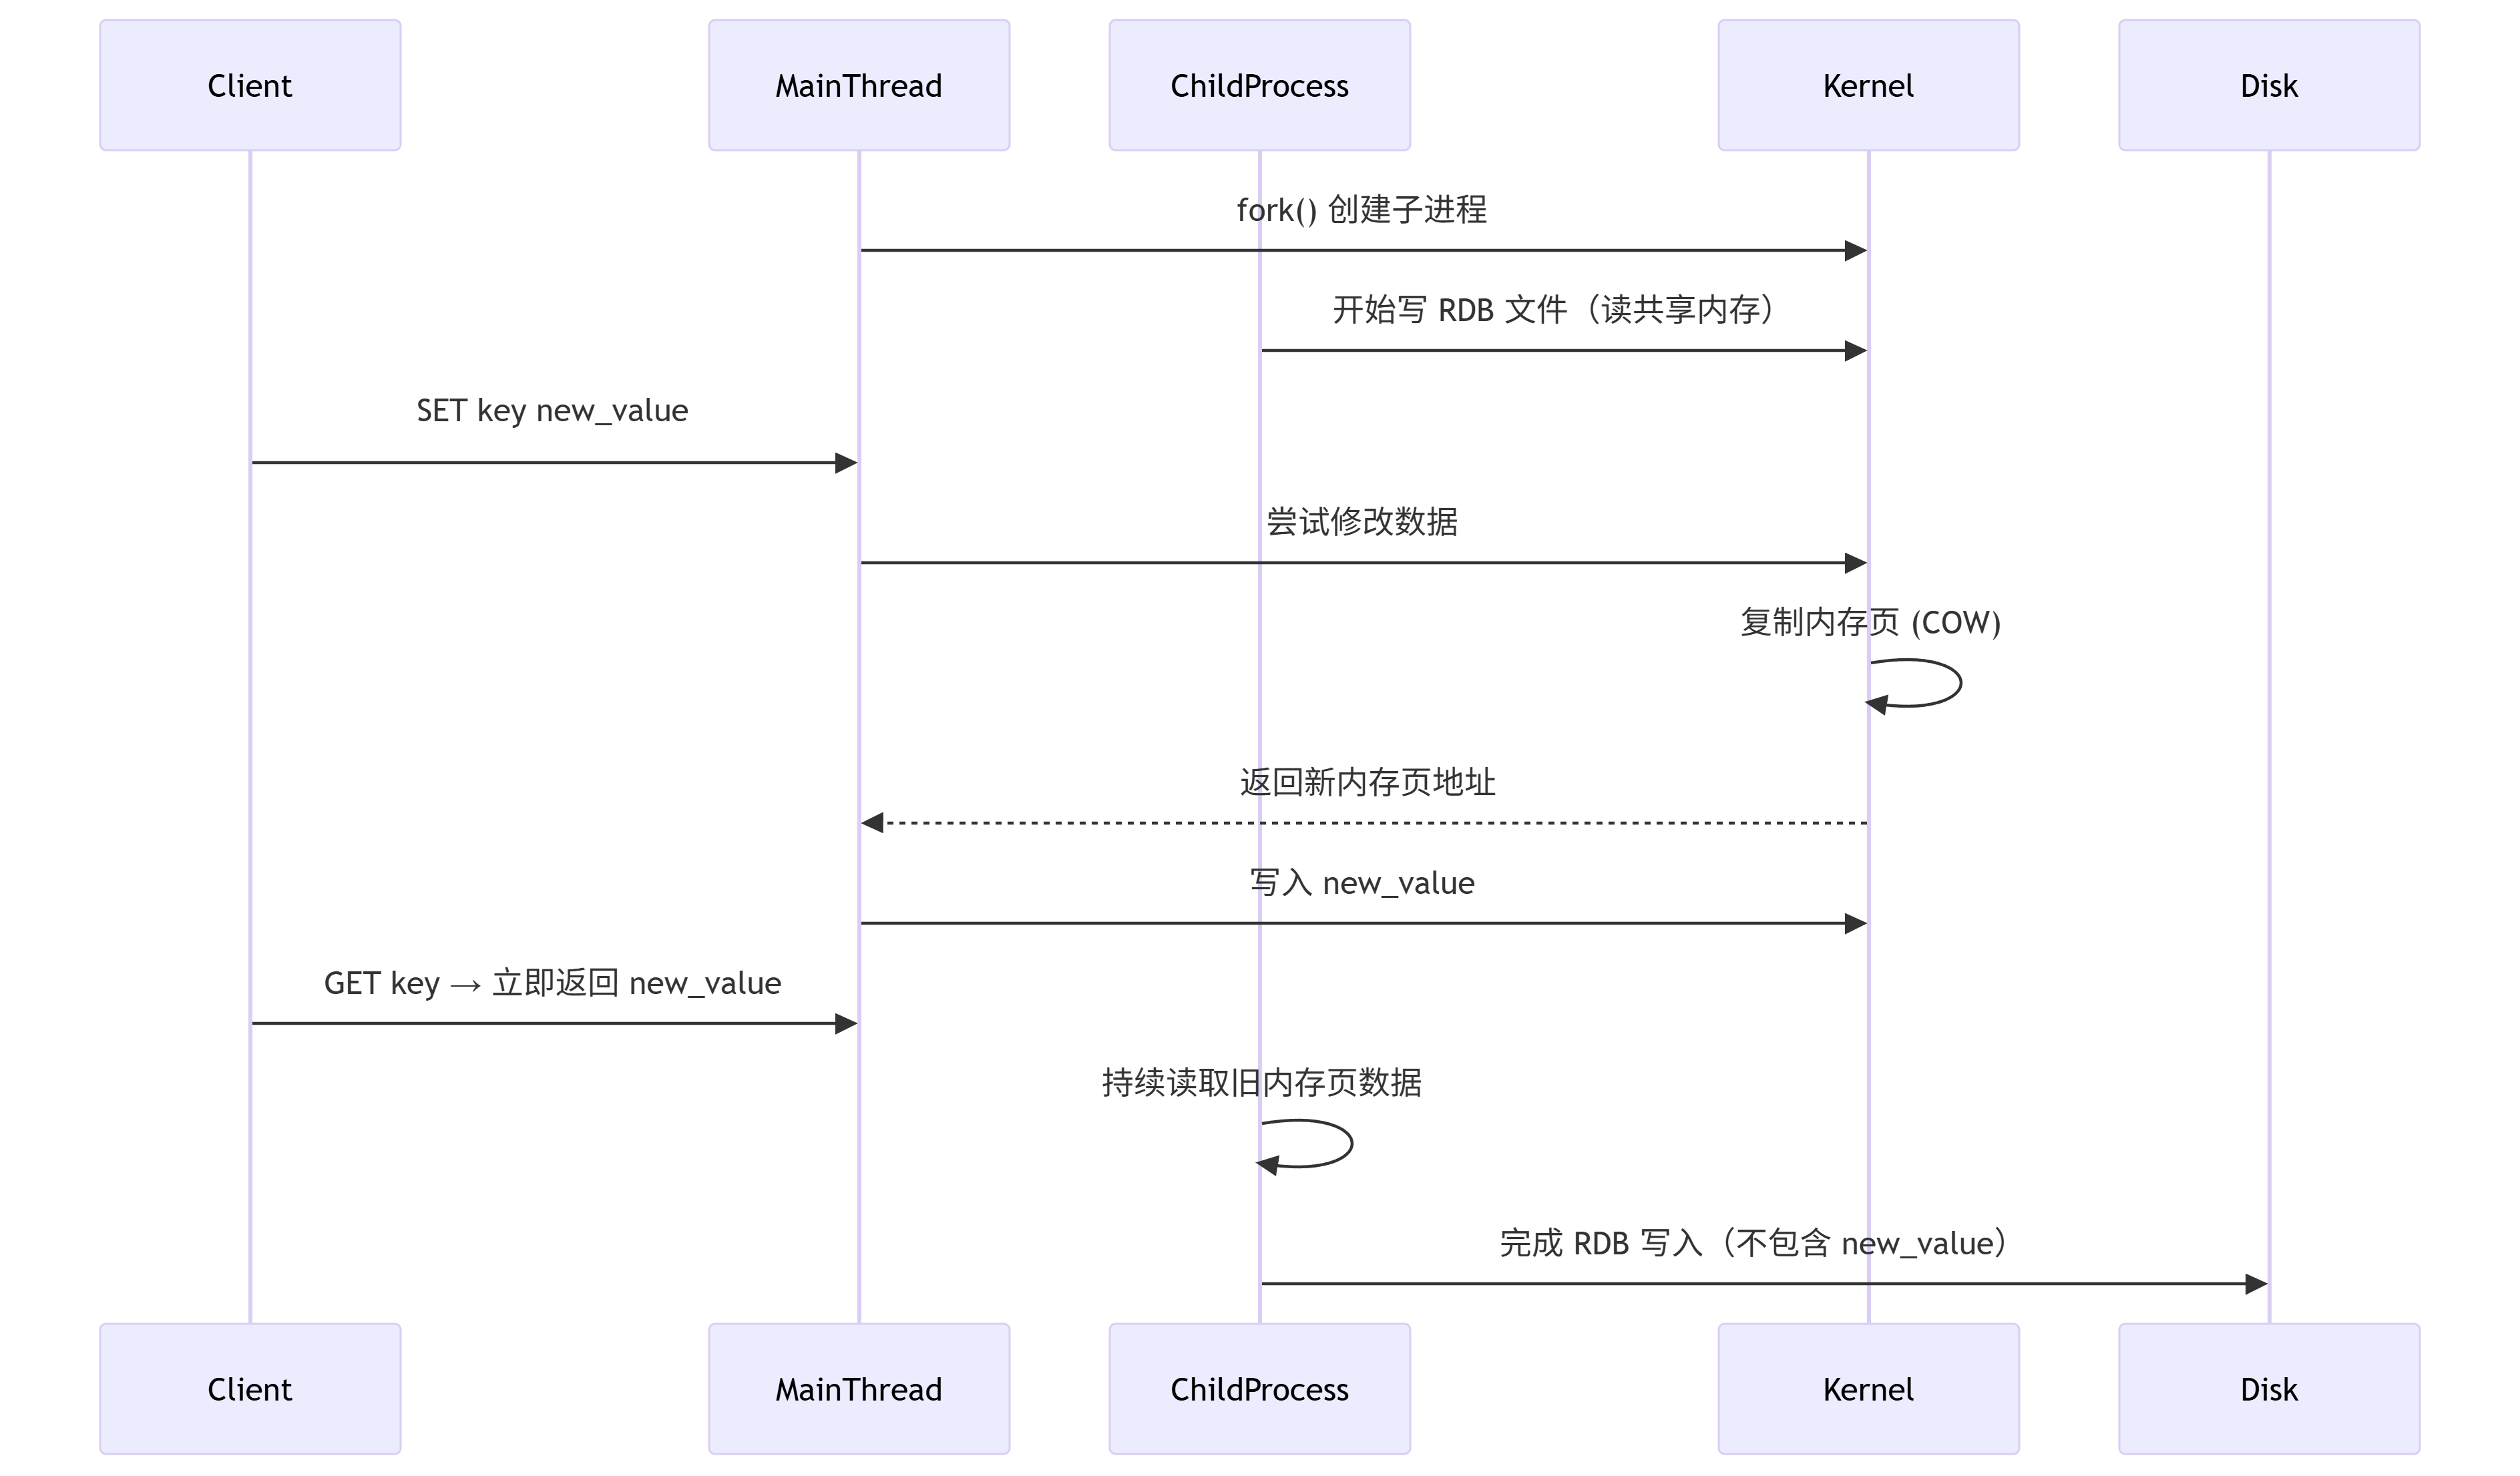 Client
MainThread
ChildProcess
Kernel
Disk
fork() 创建子进程
开始写 RDB 文件（读共享内存）
SET key new_value
尝试修改数据
复制内存页 (COW)
返回新内存页地址
写入 new_value
GET key → 立即返回 new_value
持续读取旧内存页数据
完成 RDB 写入（不包含 new_value）
Client
MainThread
ChildProcess
Kernel
Disk